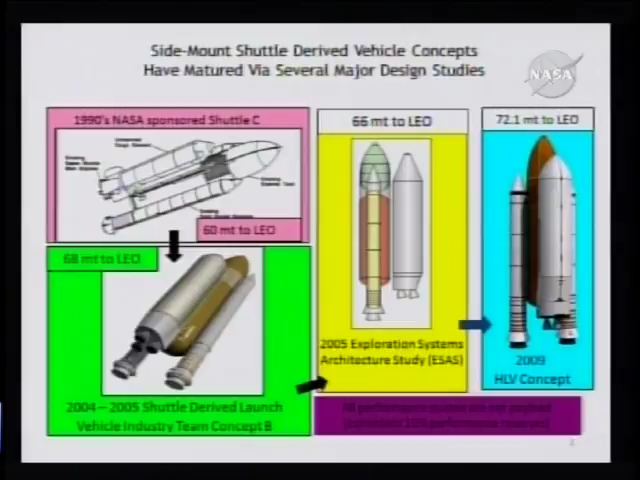 Side-Mount Shuttle Derived Vehicle Concepts
Have Matured Via Several Major Design Studies
NASA
1990's NASA sponsored Shuttle C
60 mt to LEO
68 mt to LEO
2004 – 2005 Shuttle Derived Launch
Vehicle Industry Team Concept B
66 mt to LEO
2005 Exploration Systems
Architecture Study (ESAS)
72.1 mt to LEO
2009
HLV Concept
2